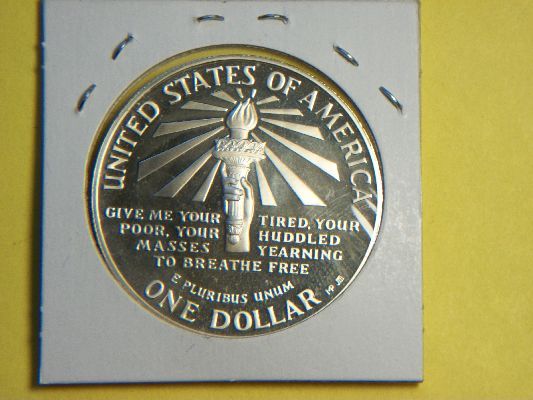 UNITED STATES OF AMERICA
GIVE ME YOUR TIRED, YOUR
POOR, YOUR HUDDLED
MASSES YEARNING
TO BREATHE FREE
E PLURIBUS UNUM
ONE DOLLAR
MP